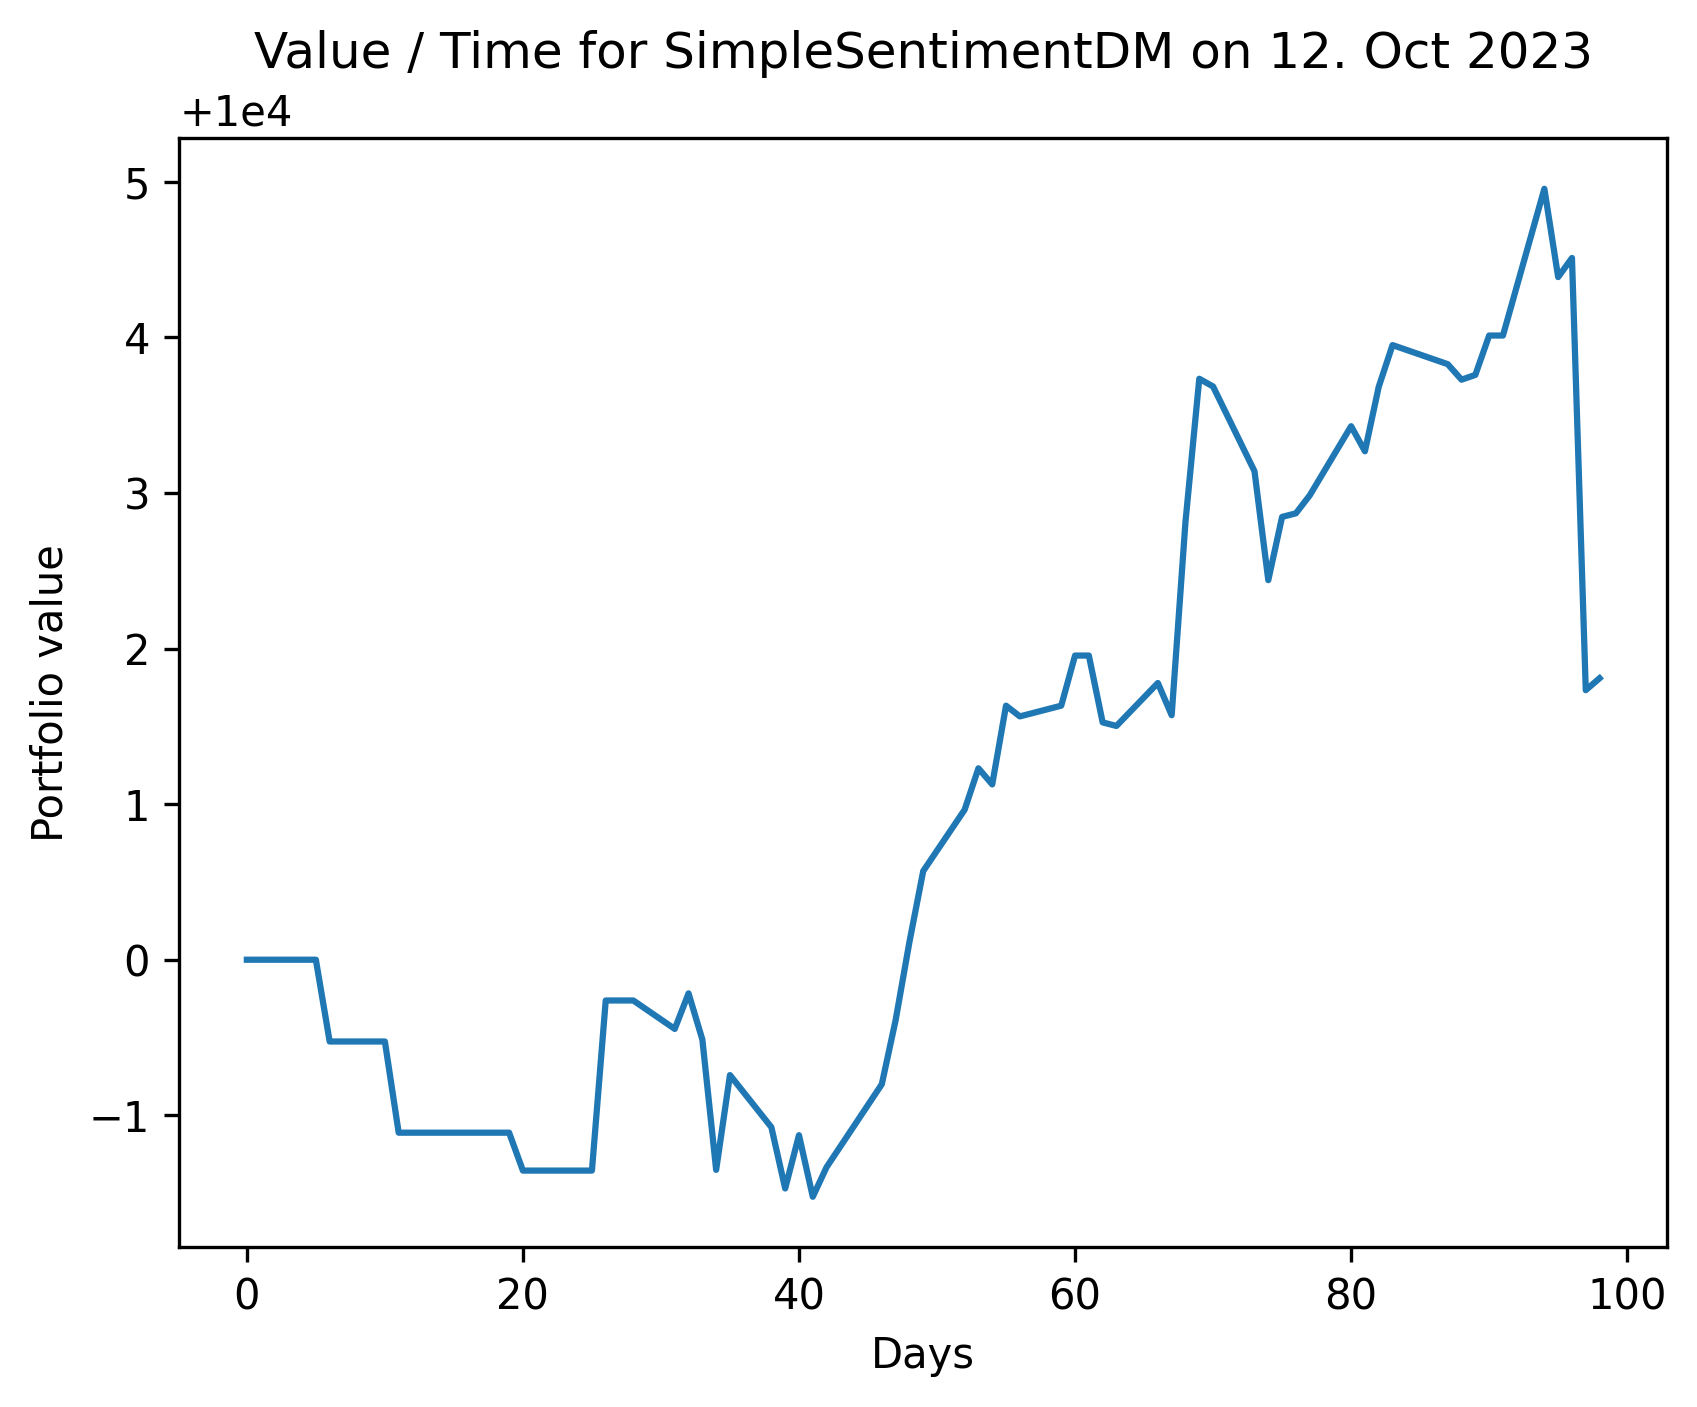 Value / Time for SimpleSentimentDM on 12. Oct 2023
+1e4
5
4
3
2
1
0
−1
Portfolio value
0 20 40 60 80 100
Days